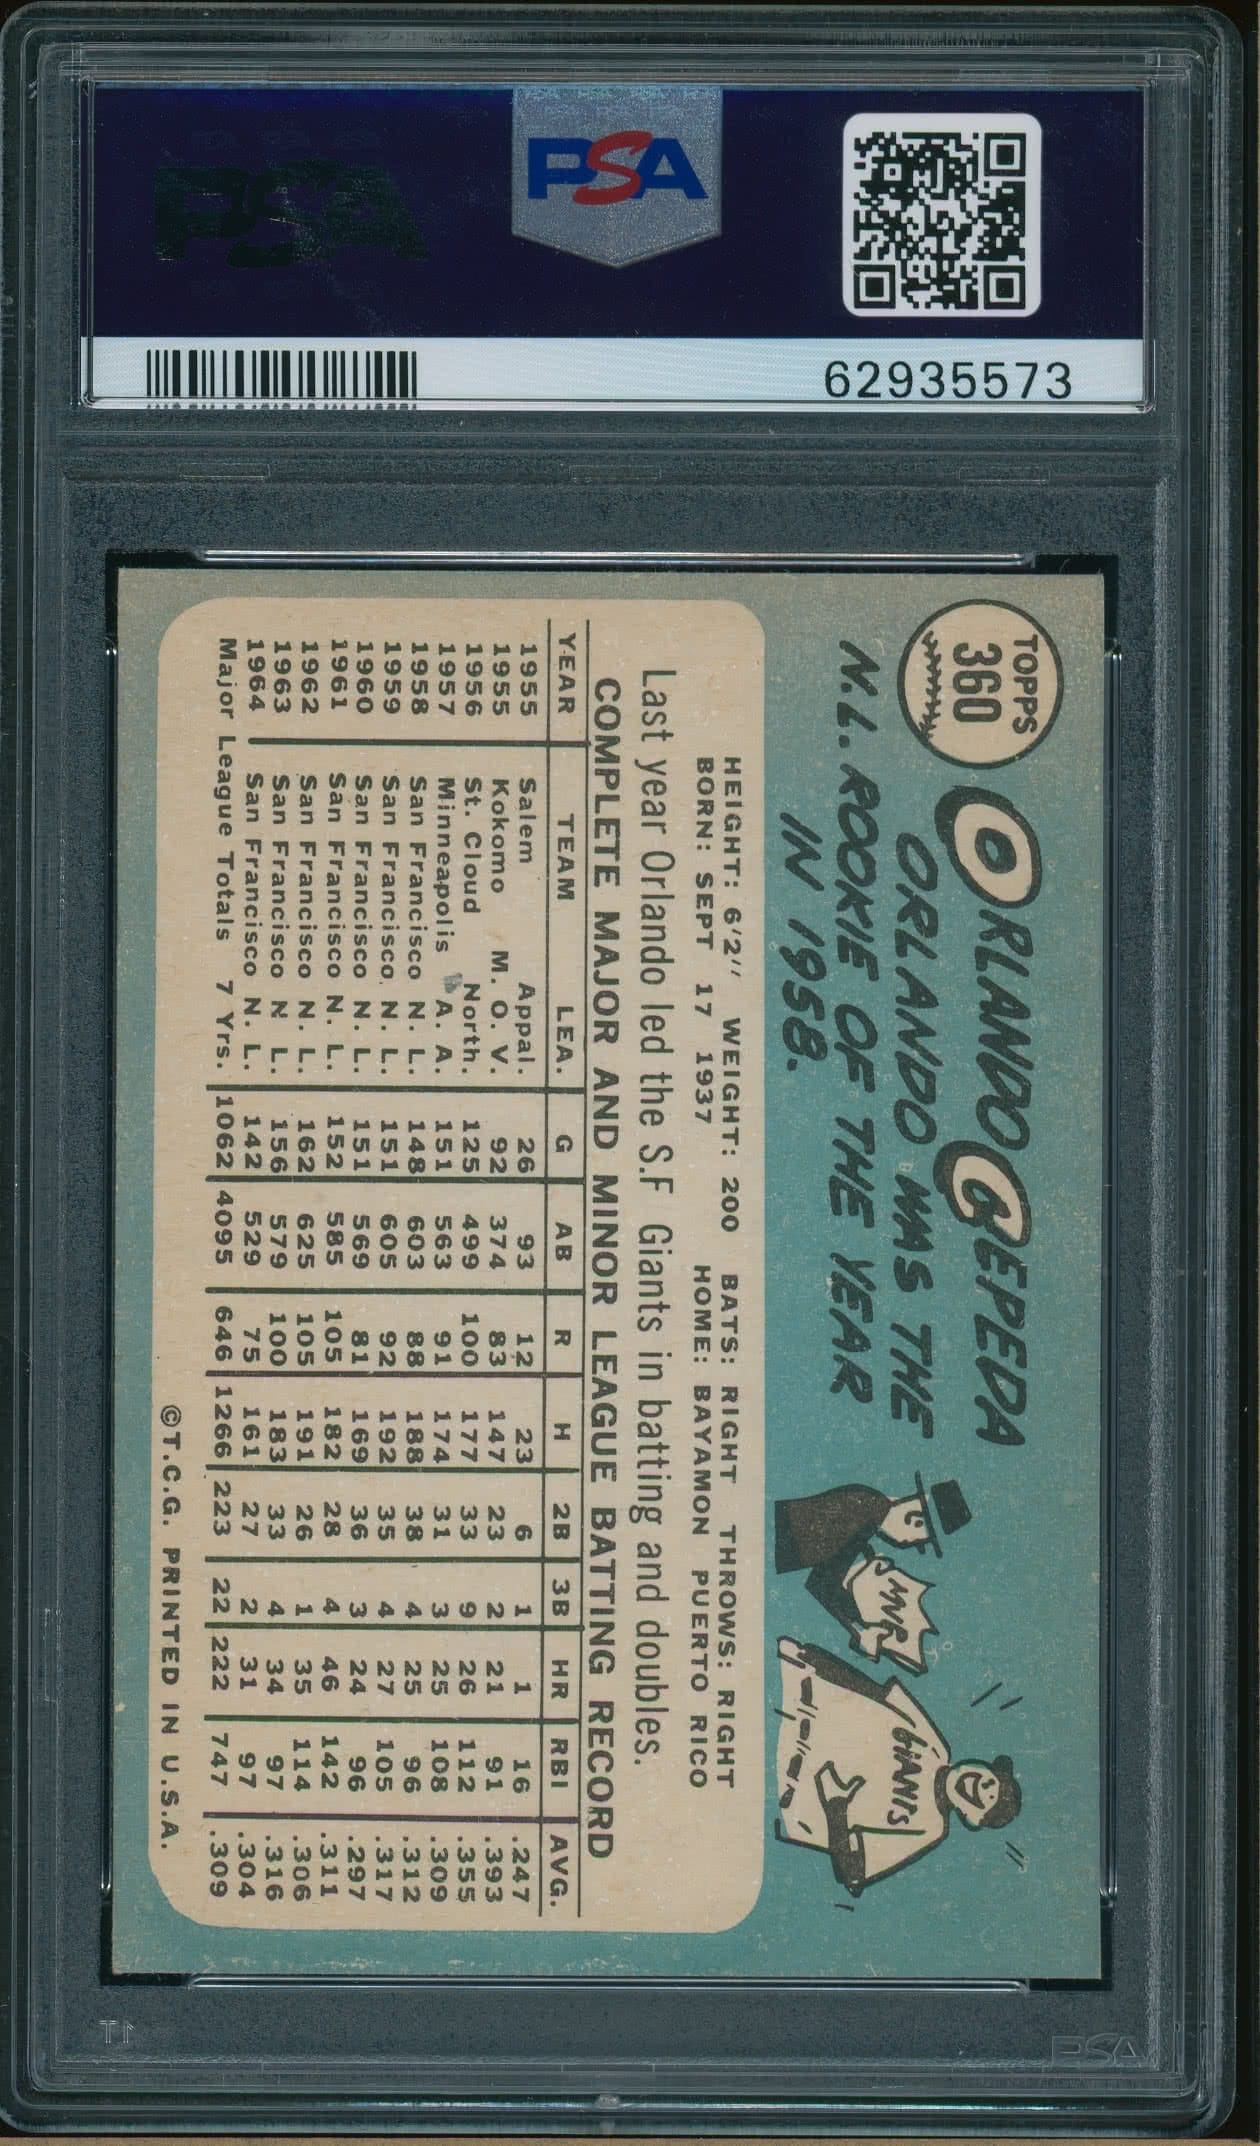 PSA
PSA
62935573
TOPPS
360
ORLANDO CEPEDA
ORLANDO WAS THE
N.L. ROOKIE OF THE YEAR
IN 1958.
MVP
GIANTS
HEIGHT: 6'2" WEIGHT: 200 BATS: RIGHT THROWS: RIGHT
BORN: SEPT 17 1937 HOME: BAYAMON PUERTO RICO
Last year Orlando led the S.F Giants in batting and doubles.
COMPLETE MAJOR AND MINOR LEAGUE BATTING RECORD
YEAR TEAM LEA. G AB R H 2B 3B HR RBI AVG.
1955 Salem Appal. 26 93 12 23 6 1 1 16 .247
1955 Kokomo M. O. V. 92 374 83 147 23 2 21 91 .393
1956 St. Cloud North. 125 499 100 177 33 9 26 112 .355
1957 Minneapolis A. A. 151 563 91 174 31 3 25 108 .309
1958 San Francisco N. L. 148 603 88 188 38 4 25 96 .312
1959 San Francisco N. L. 151 605 92 192 35 4 27 105 .317
1960 San Francisco N. L. 151 569 81 169 36 3 24 96 .297
1961 San Francisco N. L. 152 585 105 182 28 4 46 142 .311
1962 San Francisco N. L. 162 625 105 191 26 1 35 114 .306
1963 San Francisco N L. 156 579 100 183 33 4 34 97 .316
1964 San Francisco N. L. 142 529 75 161 27 2 31 97 .304
Major League Totals 7 Yrs. 1062 4095 646 1266 223 22 222 747 .309
©T.C.G. PRINTED IN U.S.A.
PSA